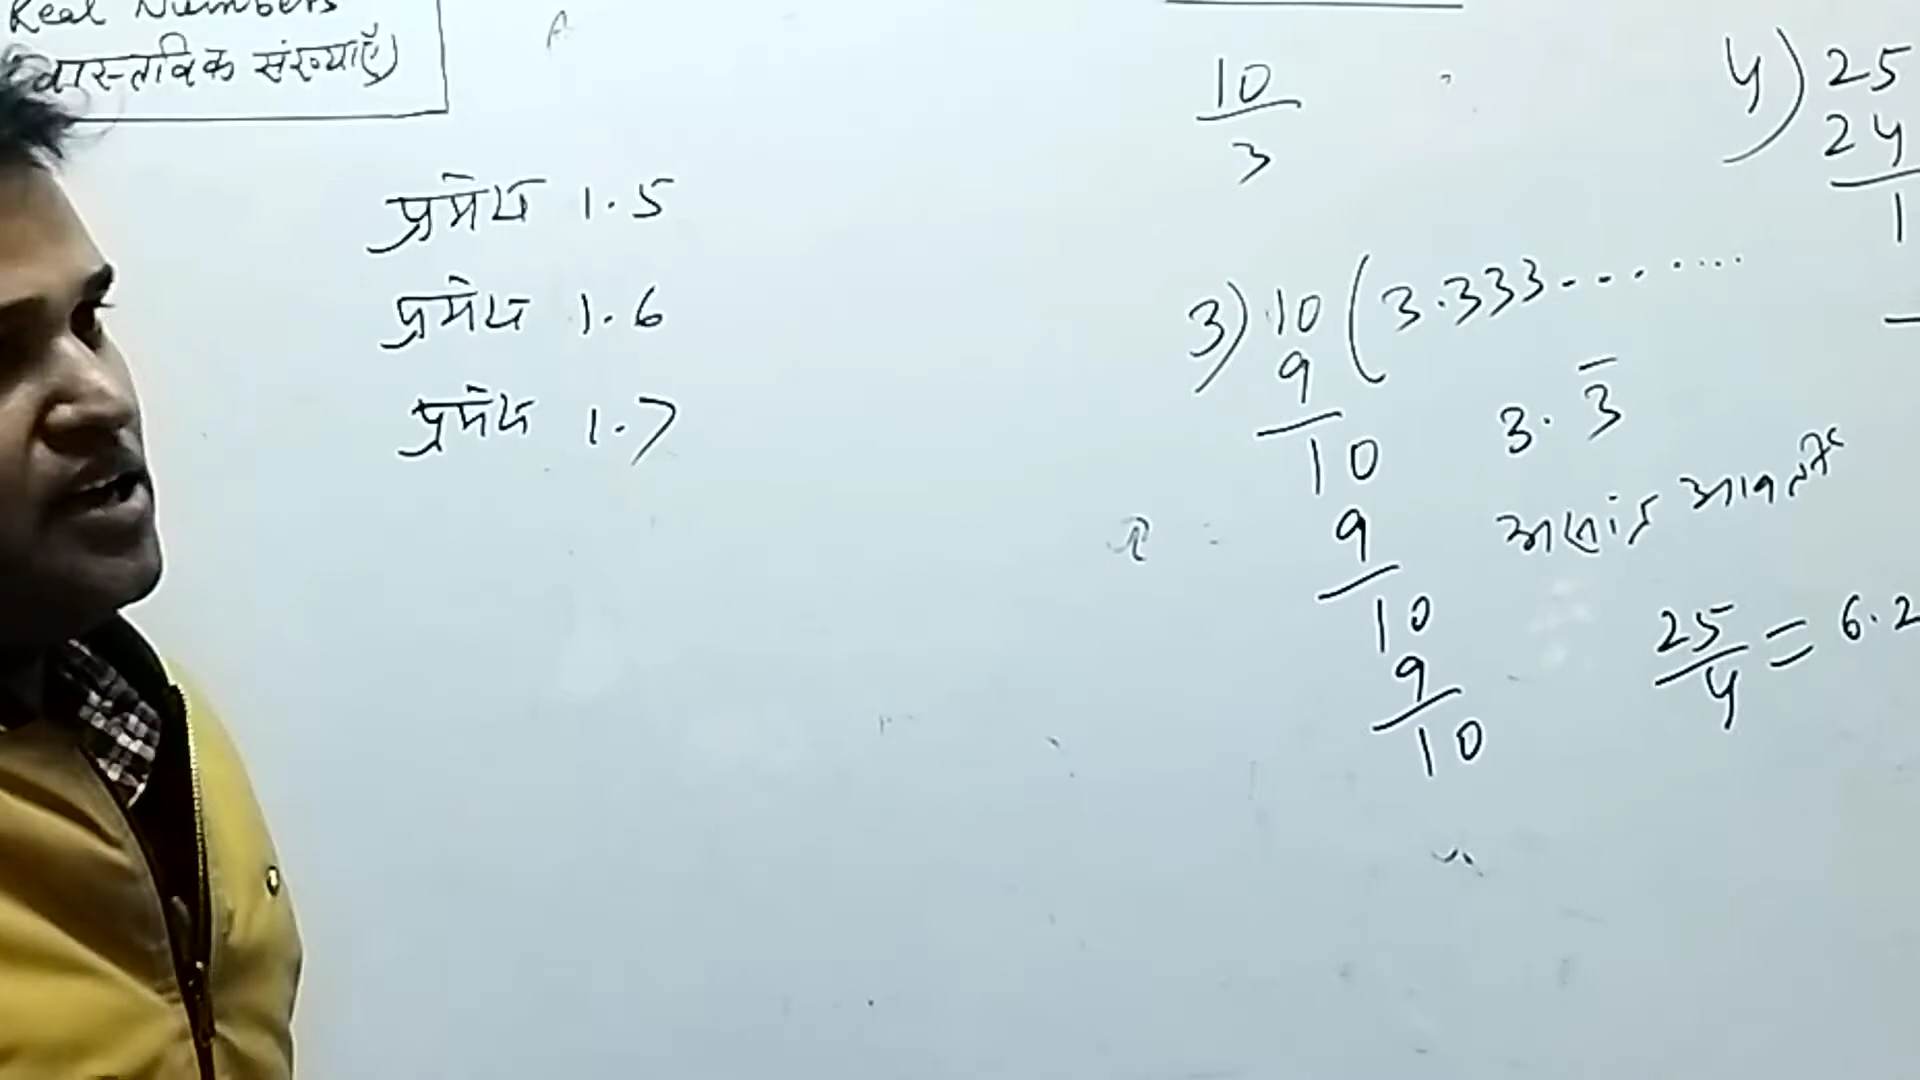 Real Numbers
(वास्तविक संख्याएँ)
प्रमेय 1.5
प्रमेय 1.6
प्रमेय 1.7
10
3
3)10(3.333.........
9
10
9
10
9
10
3.3̅
आवर्ती
4)25
24
1
25/4 = 6.2